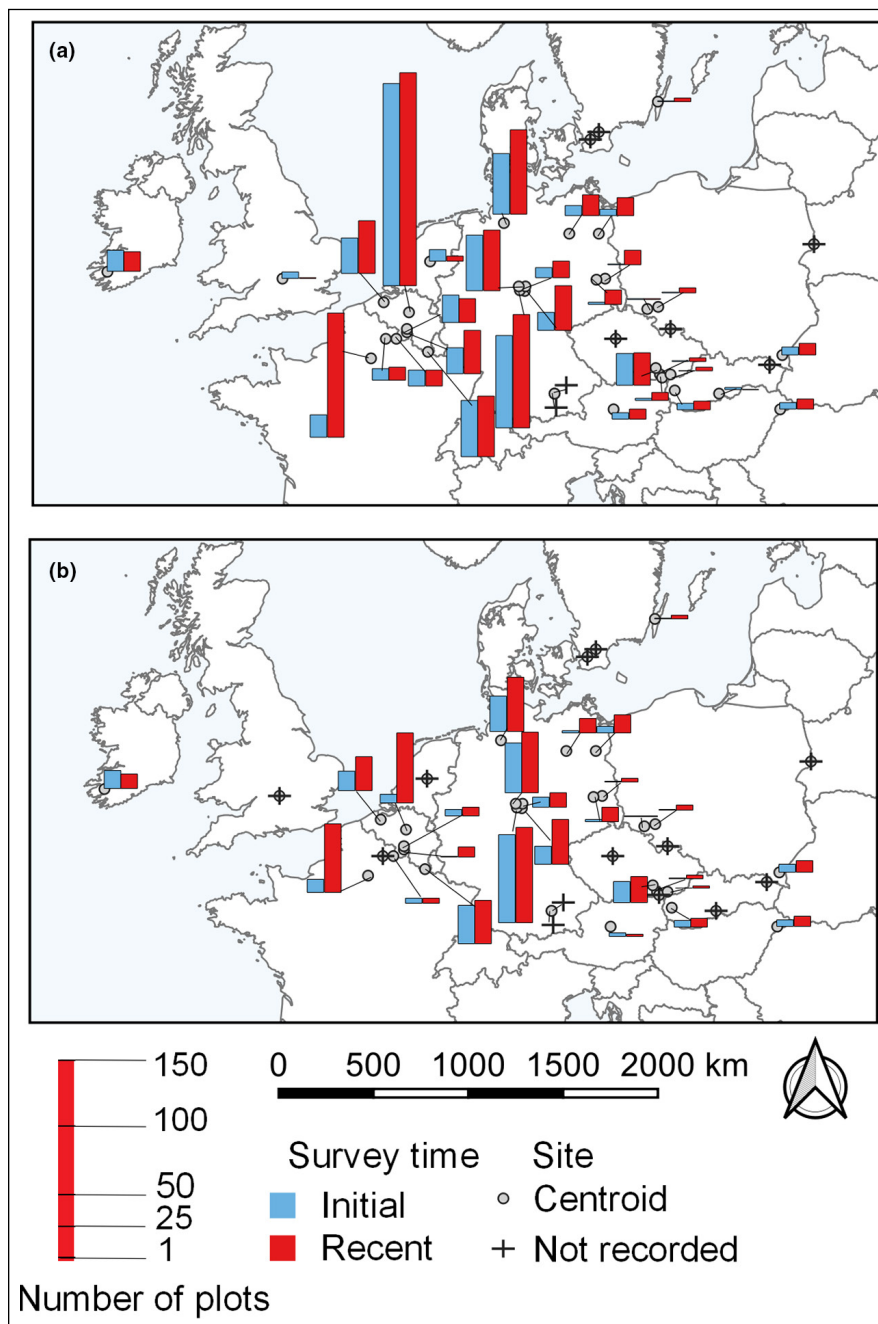 (a)
(b)
150
100
50
25
1
Number of plots
0 500 1000 1500 2000 km
Survey time
Initial
Recent
Site
Centroid
Not recorded